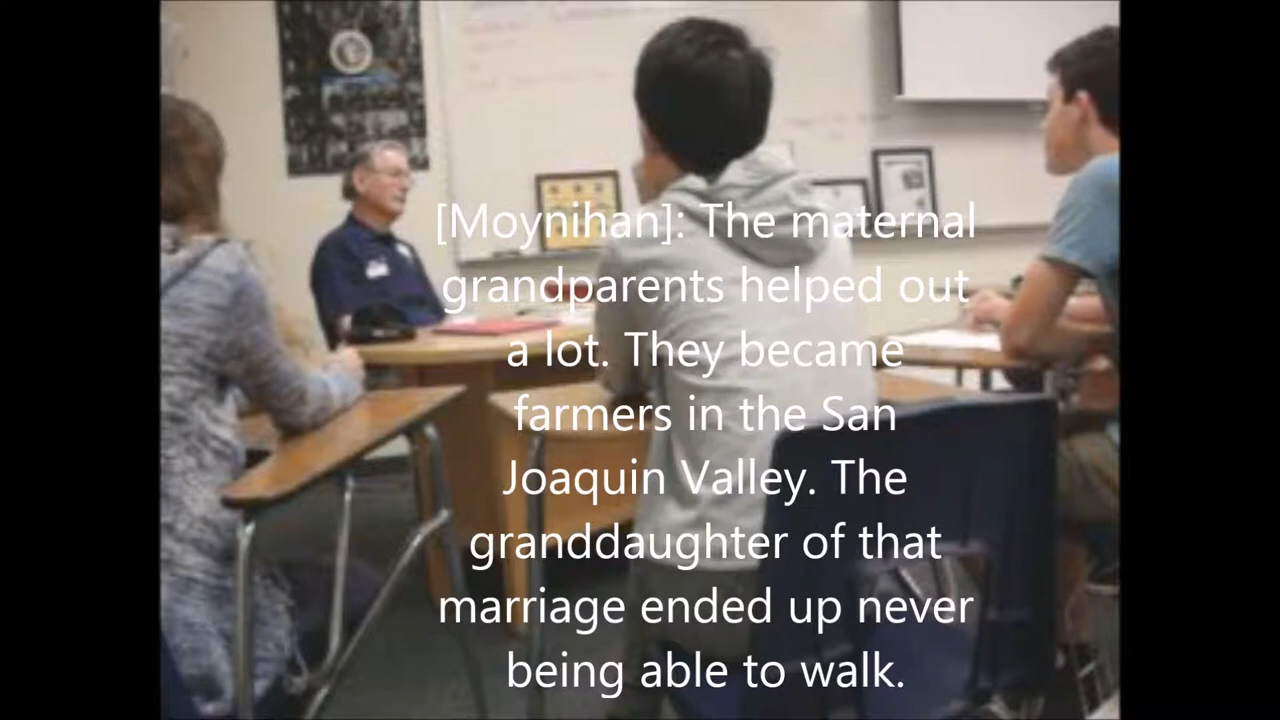 [Moynihan]: The maternal
grandparents helped out
a lot. They became
farmers in the San
Joaquin Valley. The
granddaughter of that
marriage ended up never
being able to walk.